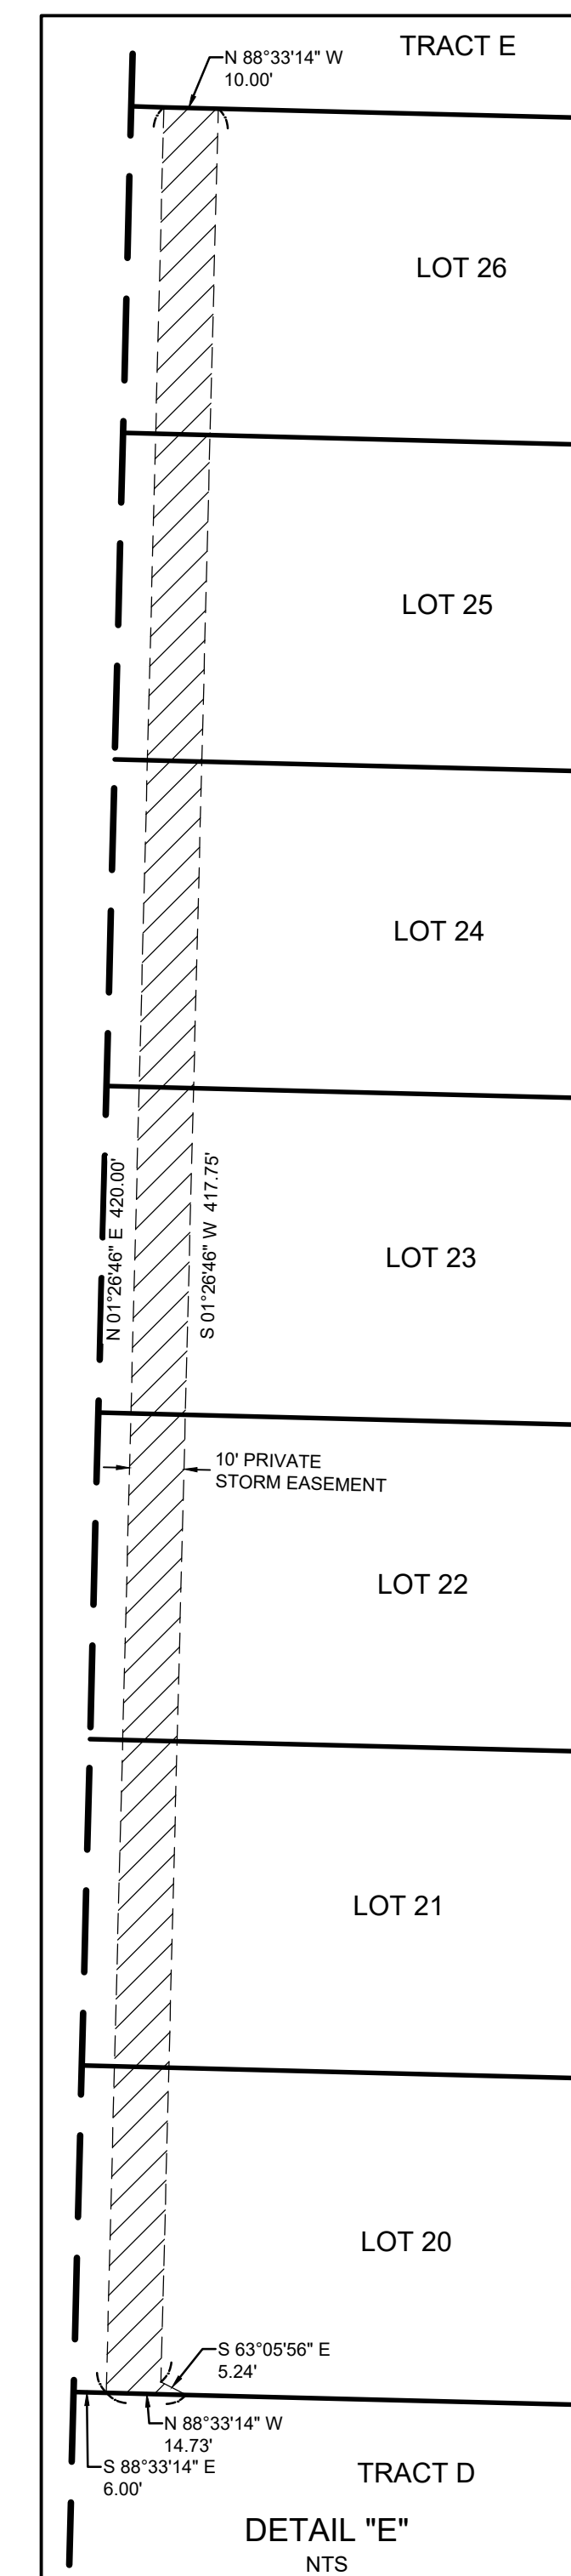 TRACT E
N 88°33'14" W
10.00'
LOT 26
LOT 25
LOT 24
LOT 23
N 01°26'46" E  420.00'
S 01°26'46" W  417.75'
10' PRIVATE
STORM EASEMENT
LOT 22
LOT 21
LOT 20
S 63°05'56" E
5.24'
N 88°33'14" W
14.73'
S 88°33'14" E
6.00'
TRACT D
DETAIL "E"
NTS